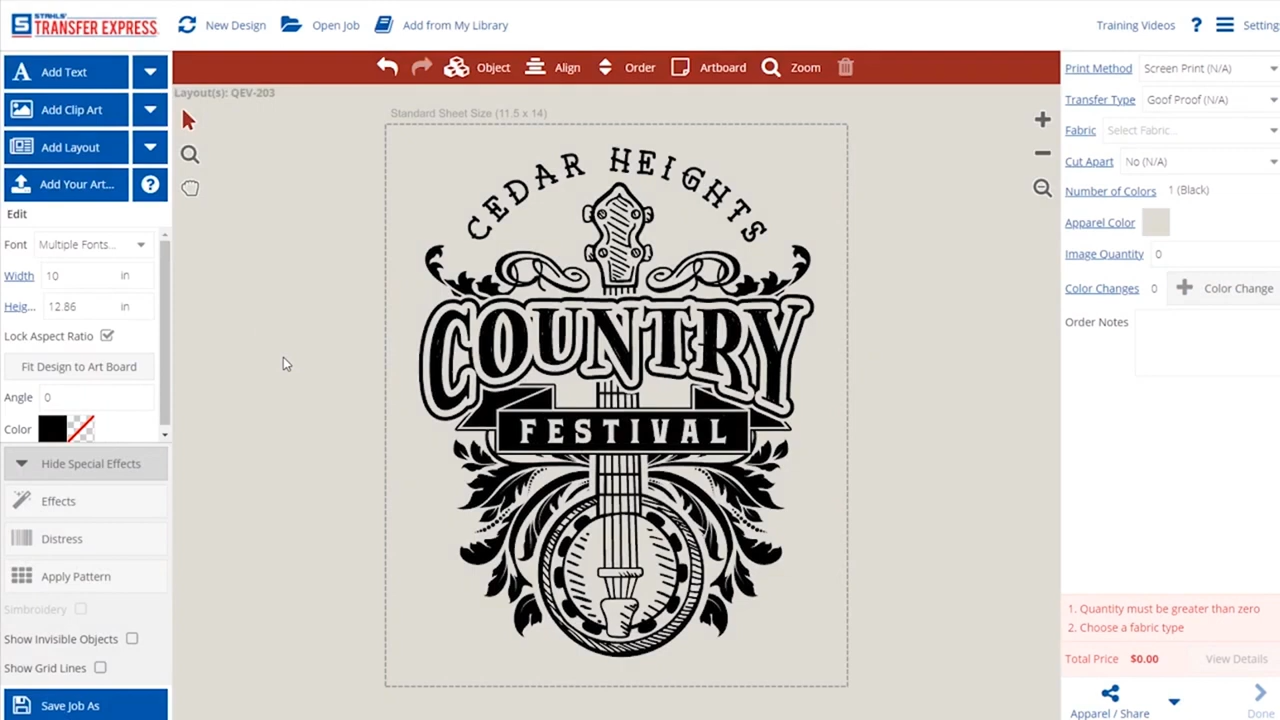 STAHLS'
TRANSFER EXPRESS
New Design
Open Job
Add from My Library
Training Videos
?
Setting
Add Text
Add Clip Art
Add Layout
Add Your Art...
?
Object
Align
Order
Artboard
Zoom
Layout(s): QEV-203
Standard Sheet Size (11.5 x 14)
Edit
Font Multiple Fonts...
Width 10 in
Heig... 12.86 in
Lock Aspect Ratio
Fit Design to Art Board
Angle 0
Color
Hide Special Effects
Effects
Distress
Apply Pattern
Simbroidery
Show Invisible Objects
Show Grid Lines
Save Job As
CEDAR HEIGHTS
COUNTRY
FESTIVAL
Print Method Screen Print (N/A)
Transfer Type Goof Proof (N/A)
Fabric Select Fabric...
Cut Apart No (N/A)
Number of Colors 1 (Black)
Apparel Color
Image Quantity 0
Color Changes 0 Color Change
Order Notes
1. Quantity must be greater than zero
2. Choose a fabric type
Total Price $0.00 View Details
Apparel / Share
Done